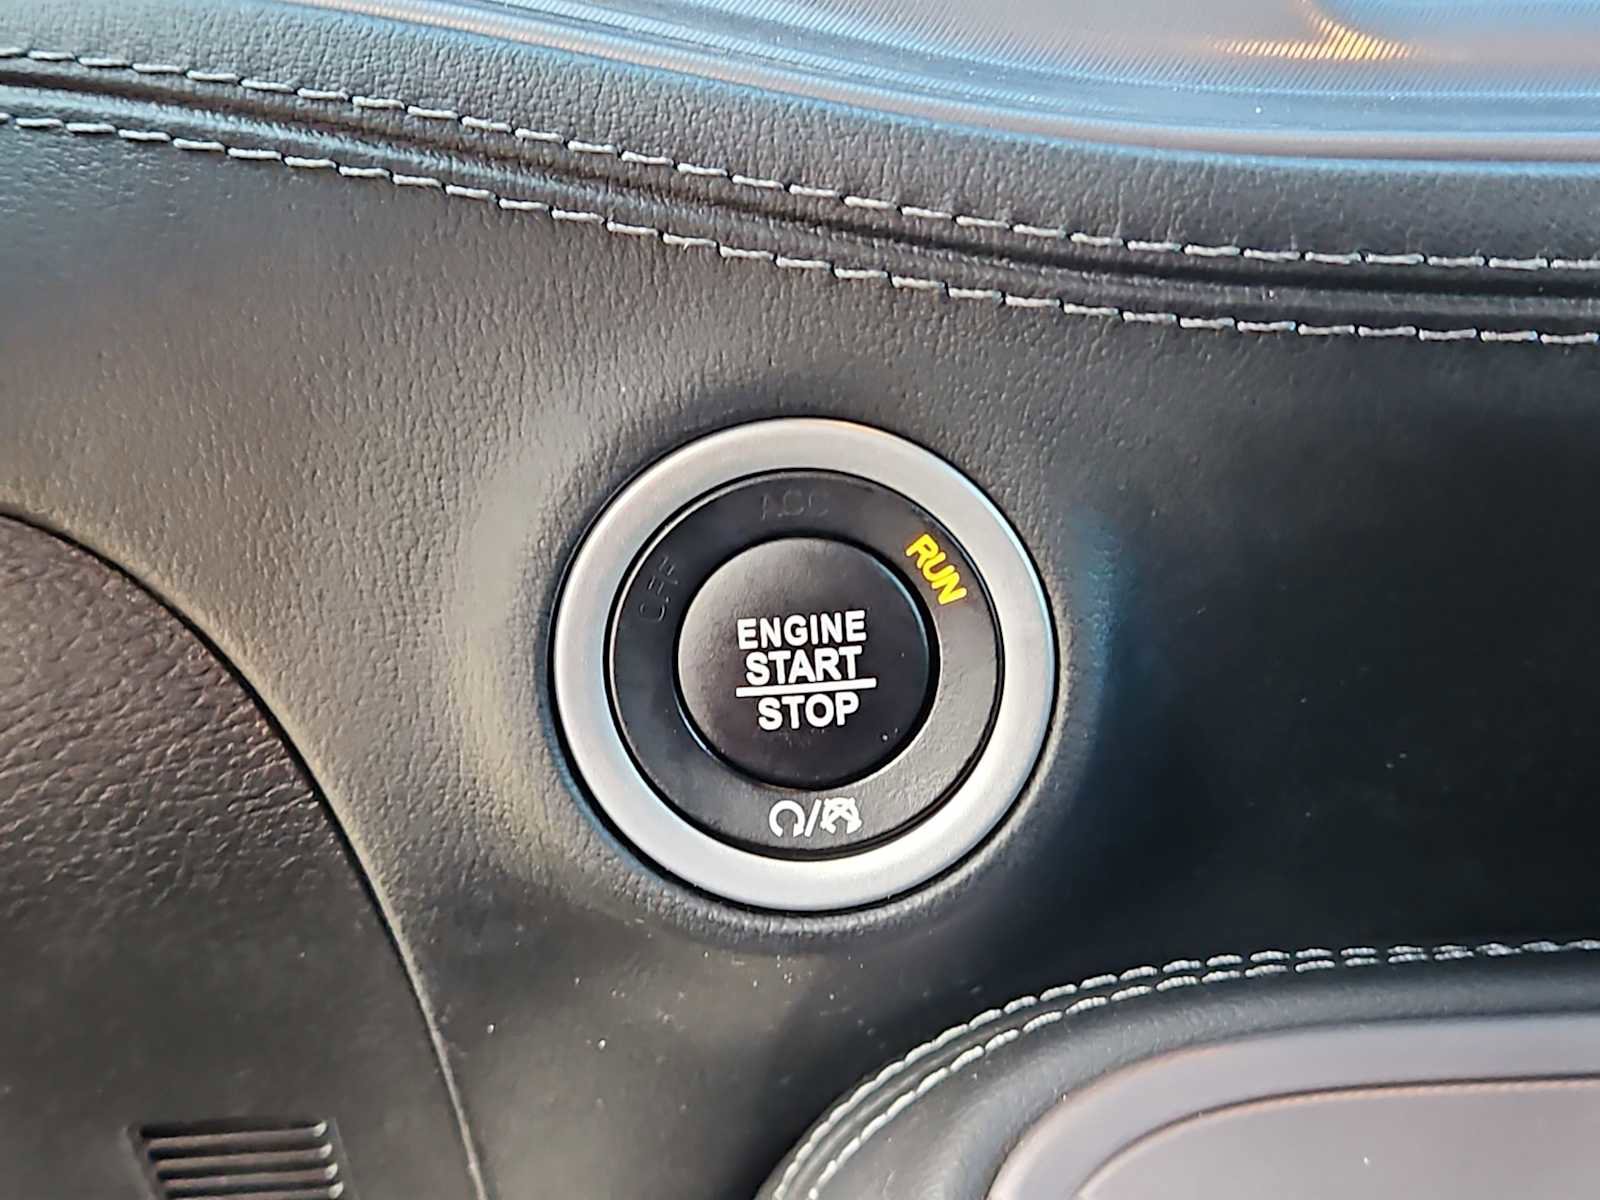 ACC
OFF
RUN
ENGINE
START
STOP